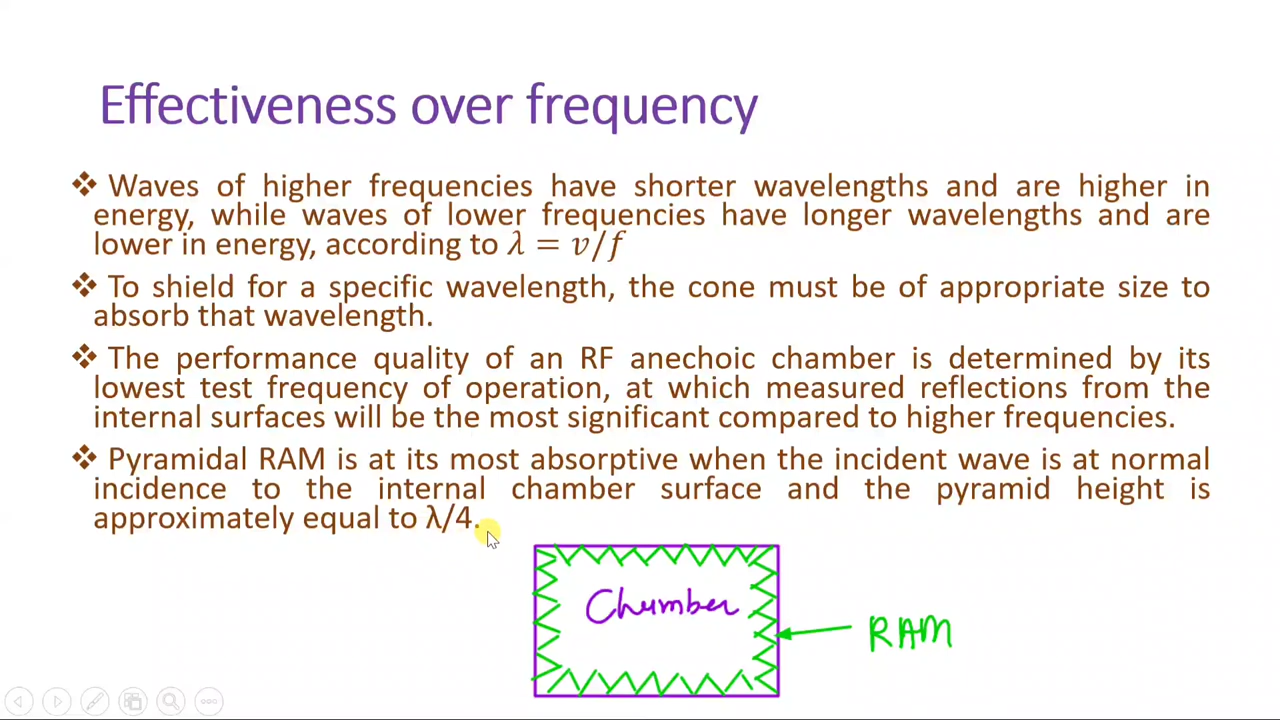 Effectiveness over frequency
❖ Waves of higher frequencies have shorter wavelengths and are higher in
energy, while waves of lower frequencies have longer wavelengths and are
lower in energy, according to λ = v/f
❖ To shield for a specific wavelength, the cone must be of appropriate size to
absorb that wavelength.
❖ The performance quality of an RF anechoic chamber is determined by its
lowest test frequency of operation, at which measured reflections from the
internal surfaces will be the most significant compared to higher frequencies.
❖ Pyramidal RAM is at its most absorptive when the incident wave is at normal
incidence to the internal chamber surface and the pyramid height is
approximately equal to λ/4.
Chumber
RAM